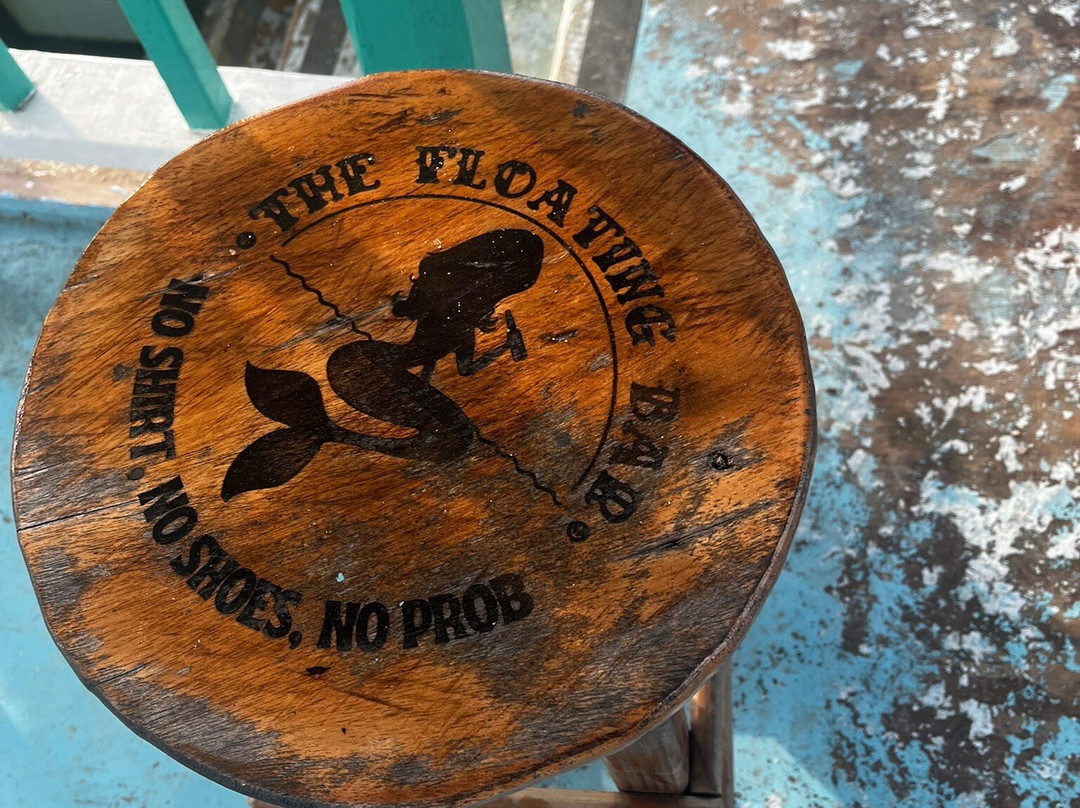 THE FLOATING BAR
NO SHIRT, NO SHOES, NO PROB